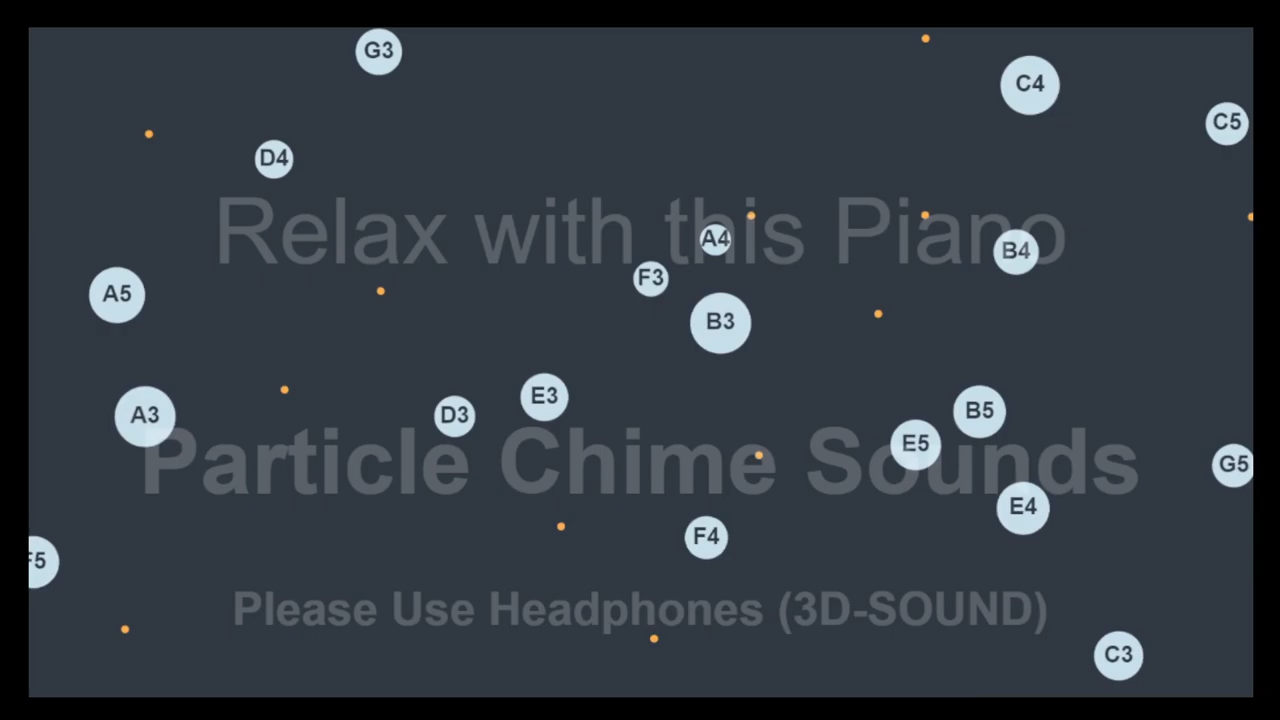 G3
C4
C5
D4
Relax with this Piano
A4
B4
F3
A5
B3
E3
B5
A3
D3
E5
Particle Chime Sounds
G5
E4
F4
F5
Please Use Headphones (3D-SOUND)
C3